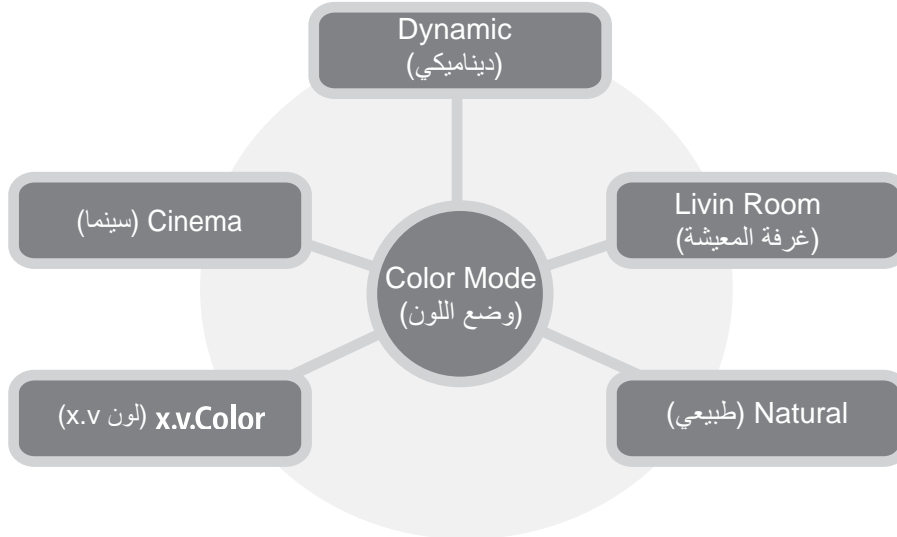 Dynamic
(ديناميكي)
Cinema (سينما)
Livin Room
(غرفة المعيشة)
Color Mode
(وضع اللون)
x.v.Color (لون x.v)
Natural (طبيعي)